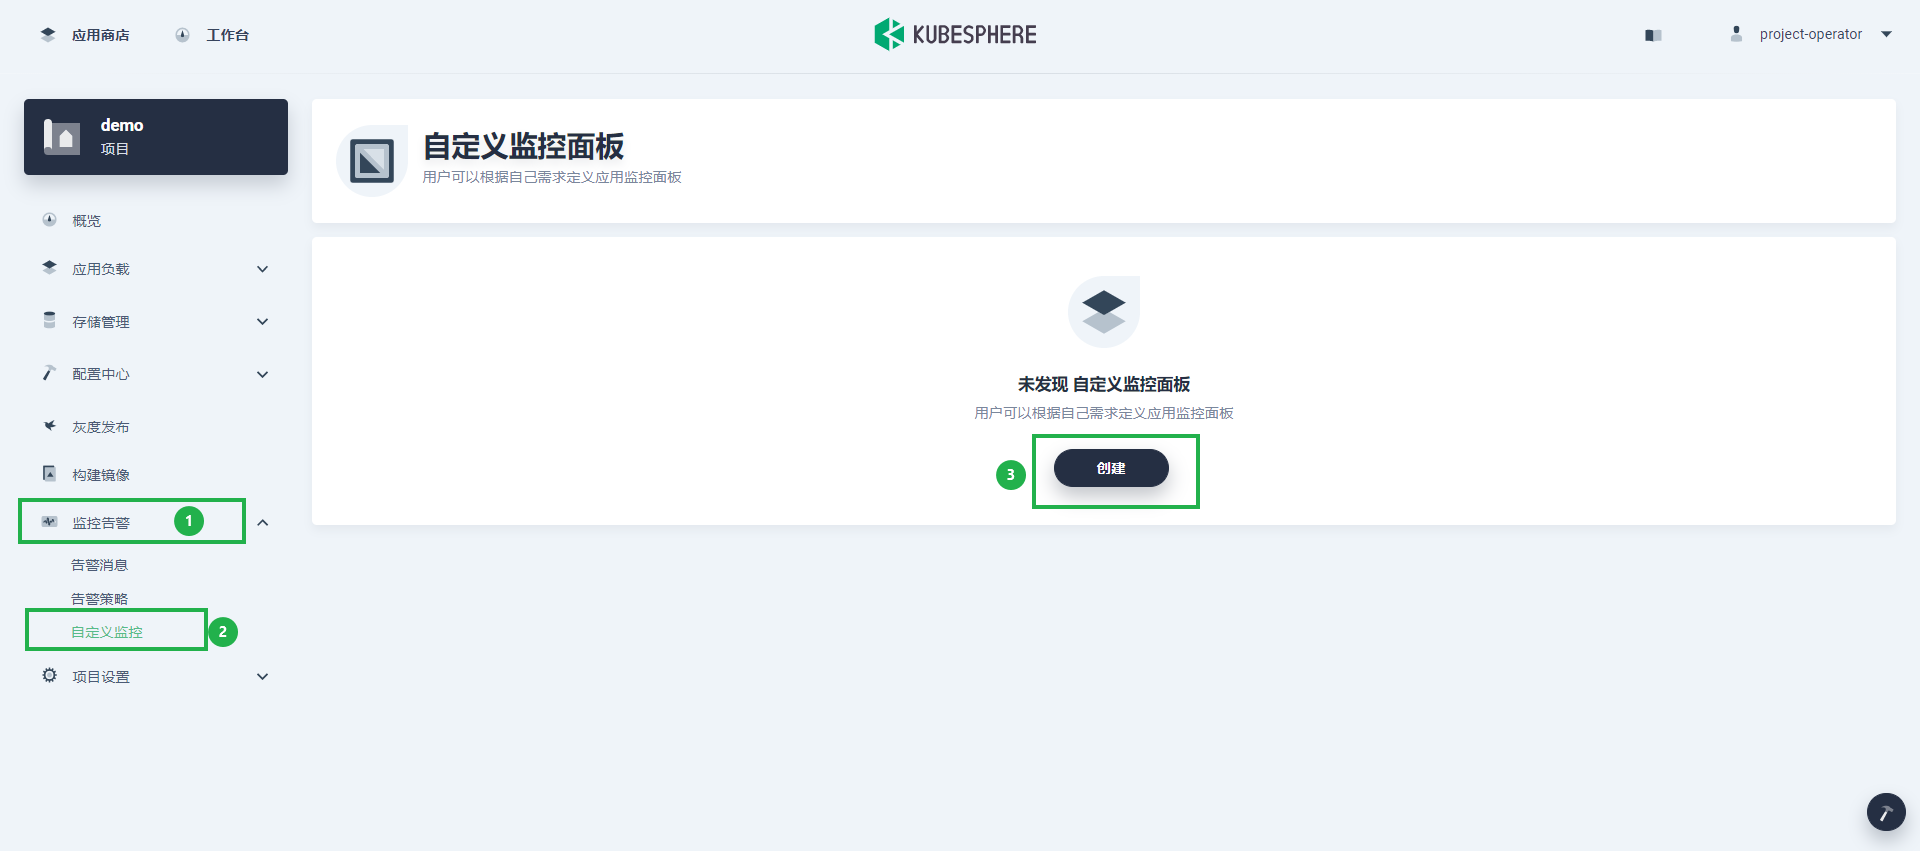 应用商店
工作台
KUBESPHERE
project-operator
demo
项目
概览
应用负载
存储管理
配置中心
灰度发布
构建镜像
监控告警
1
告警消息
告警策略
自定义监控
2
项目设置
自定义监控面板
用户可以根据自己需求定义应用监控面板
未发现 自定义监控面板
用户可以根据自己需求定义应用监控面板
3
创建